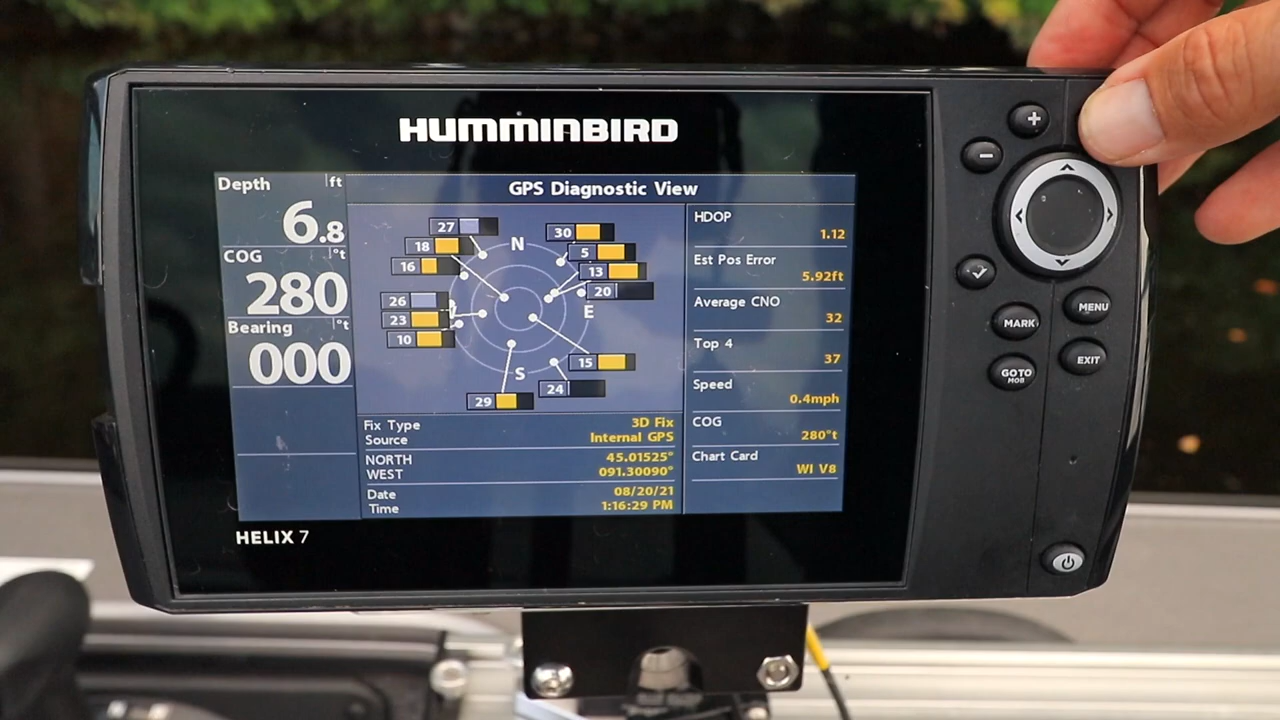 HUMMINBIRD
GPS Diagnostic View
Depth ft
6.8
COG °t
280
Bearing °t
000
27
18
16
26
23
10
29
30
5
13
20
15
24
N
E
S
Fix Type 3D Fix
Source Internal GPS
NORTH 45.01525°
WEST 091.30090°
Date 08/20/21
Time 1:16:29 PM
HDOP
1.12
Est Pos Error
5.92ft
Average CNO
32
Top 4
37
Speed
0.4mph
COG
280°t
Chart Card
WI V8
HELIX 7
+
-
MARK
MENU
GOTO
MOB
EXIT